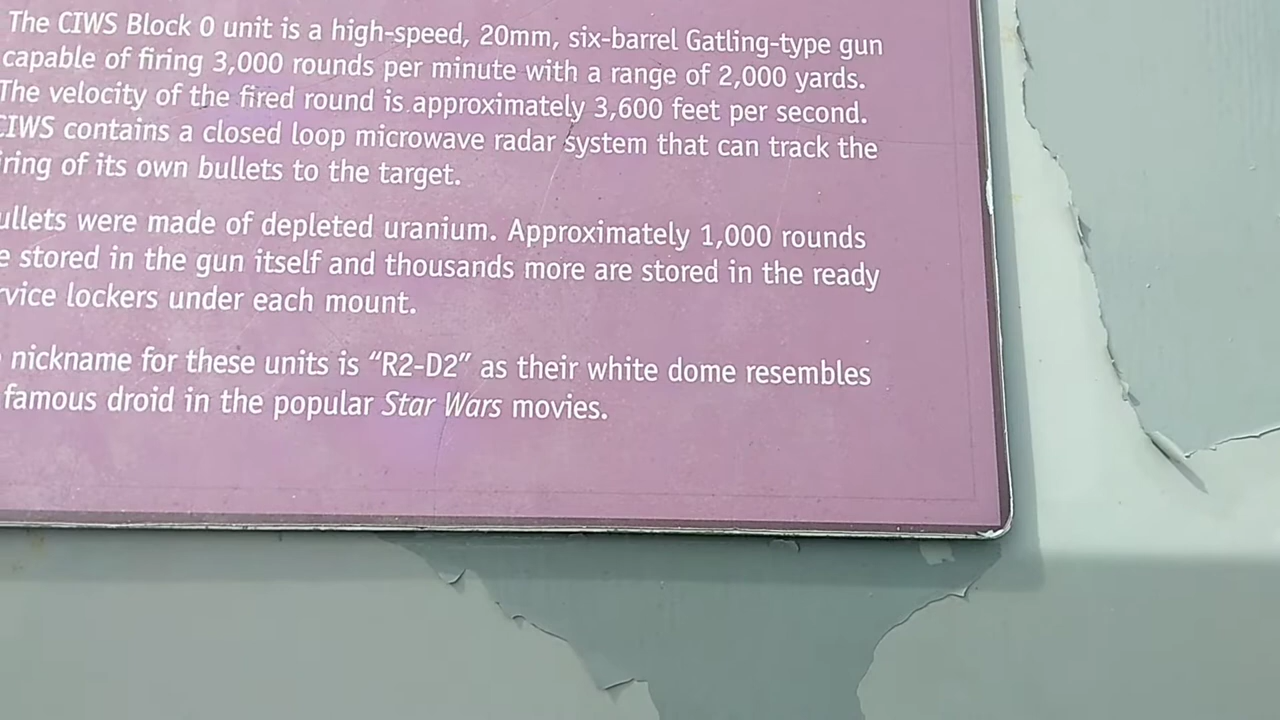 The CIWS Block 0 unit is a high-speed, 20mm, six-barrel Gatling-type gun
capable of firing 3,000 rounds per minute with a range of 2,000 yards.
The velocity of the fired round is approximately 3,600 feet per second.
CIWS contains a closed loop microwave radar system that can track the
iring of its own bullets to the target.
ullets were made of depleted uranium. Approximately 1,000 rounds
e stored in the gun itself and thousands more are stored in the ready
rvice lockers under each mount.
nickname for these units is “R2-D2” as their white dome resembles
famous droid in the popular Star Wars movies.